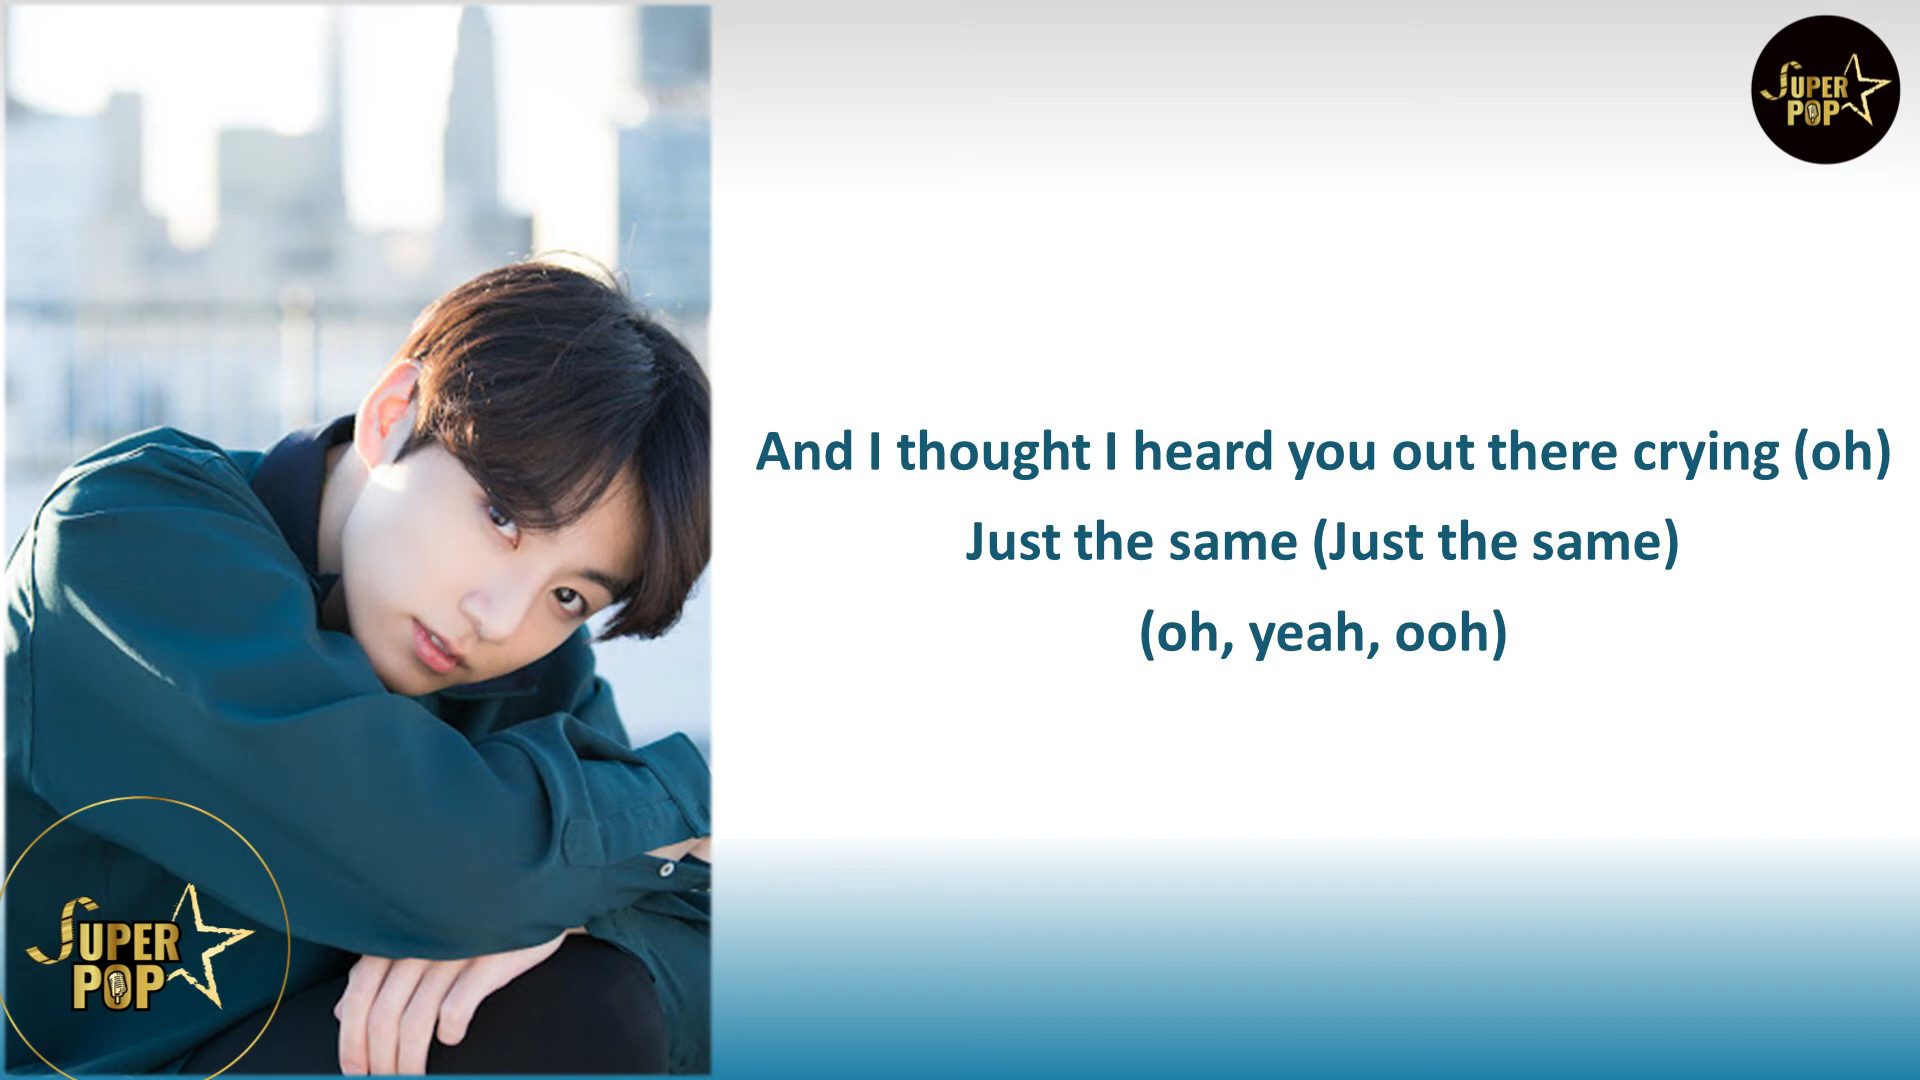 SUPER
POP
And I thought I heard you out there crying (oh)
Just the same (Just the same)
(oh, yeah, ooh)
SUPER
POP